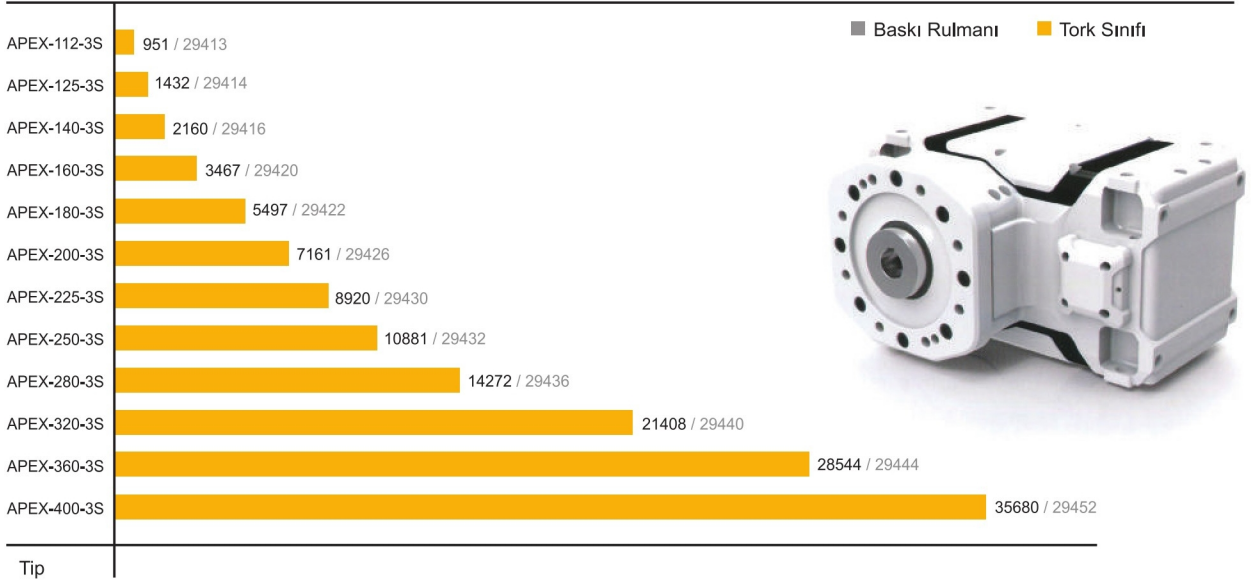 Baskı Rulmanı Tork Sınıfı
APEX-112-3S 951 / 29413
APEX-125-3S 1432 / 29414
APEX-140-3S 2160 / 29416
APEX-160-3S 3467 / 29420
APEX-180-3S 5497 / 29422
APEX-200-3S 7161 / 29426
APEX-225-3S 8920 / 29430
APEX-250-3S 10881 / 29432
APEX-280-3S 14272 / 29436
APEX-320-3S 21408 / 29440
APEX-360-3S 28544 / 29444
APEX-400-3S 35680 / 29452
Tip